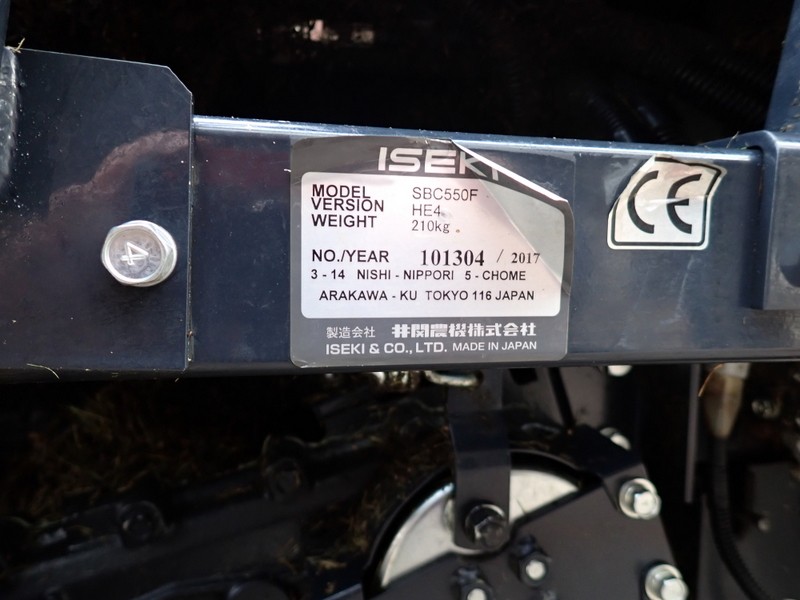 ISEKI
MODEL SBC550F
VERSION HE4
WEIGHT 210kg
NO./YEAR 101304 / 2017
3 - 14 NISHI - NIPPORI 5 - CHOME
ARAKAWA - KU TOKYO 116 JAPAN
製造会社 井関農機株式会社
ISEKI & CO., LTD. MADE IN JAPAN
CE
4